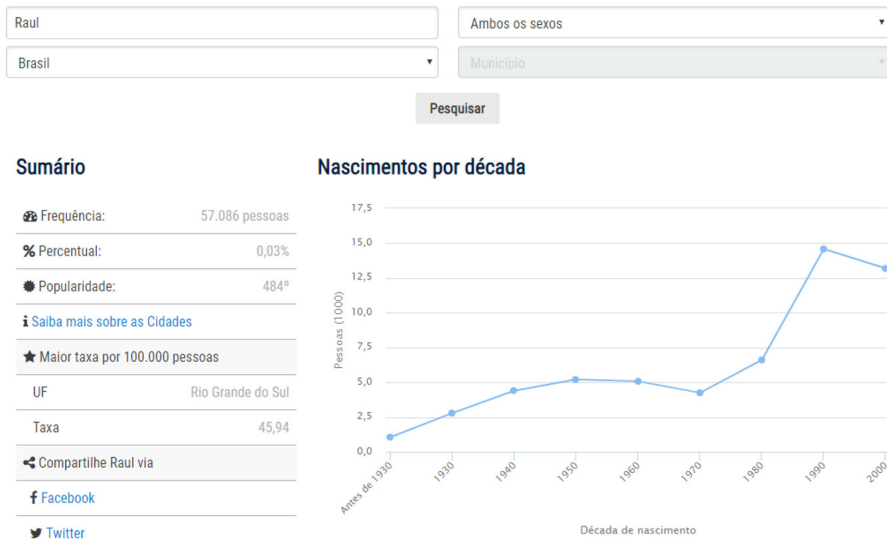 Raul
Ambos os sexos
Brasil
Município
Pesquisar
Sumário
Frequência: 57.086 pessoas
Percentual: 0,03%
Popularidade: 484º
Saiba mais sobre as Cidades
Maior taxa por 100.000 pessoas
UF Rio Grande do Sul
Taxa 45,94
Compartilhe Raul via
Facebook
Twitter
Nascimentos por década
Pessoas (1000)
17,5
15,0
12,5
10,0
7,5
5,0
2,5
0,0
Antes de 1930
1930
1940
1950
1960
1970
1980
1990
2000
Década de nascimento